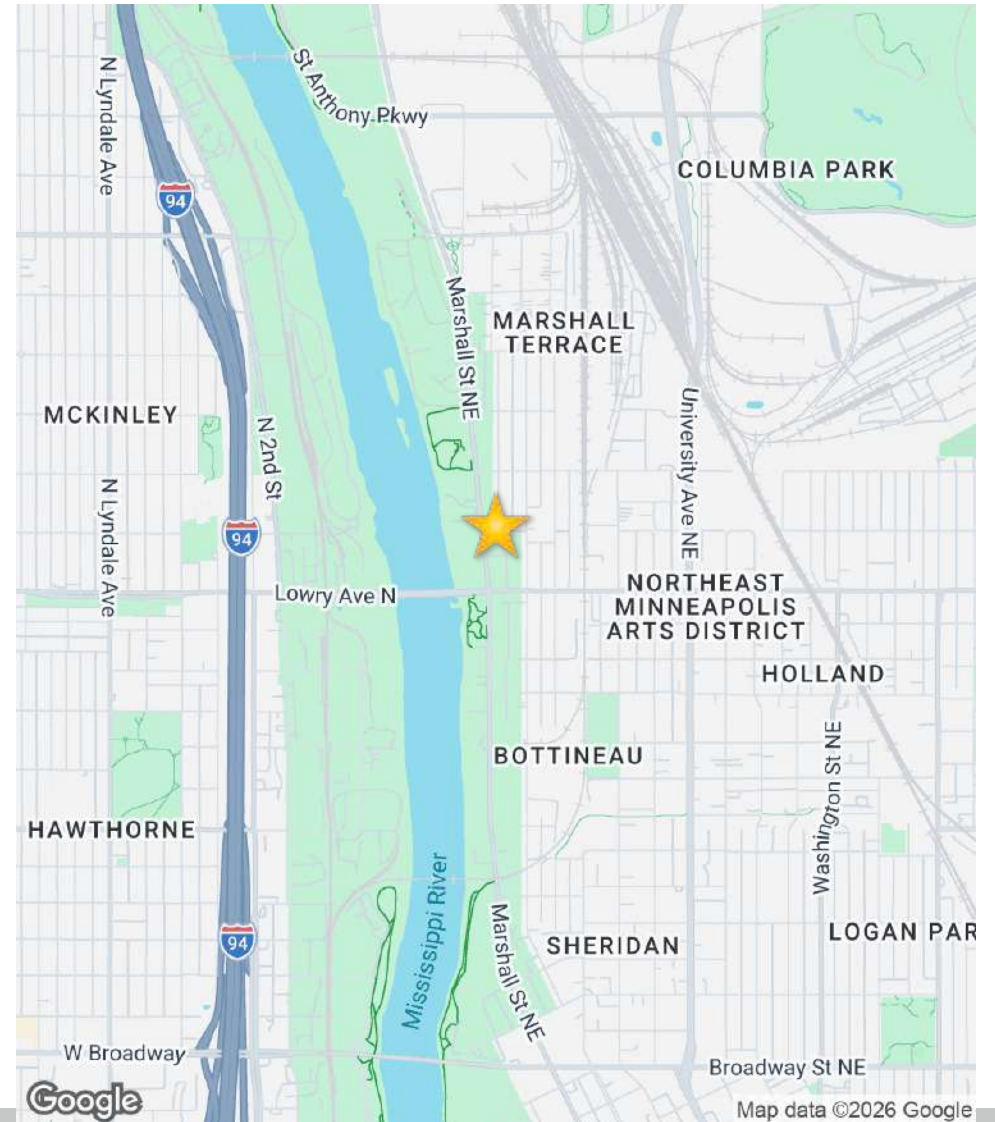 St Anthony Pkwy
N Lyndale Ave
COLUMBIA PARK
94
Marshall St NE
MARSHALL
TERRACE
MCKINLEY
University Ave NE
N 2nd St
N Lyndale Ave
94
Lowry Ave N
NORTHEAST
MINNEAPOLIS
ARTS DISTRICT
HOLLAND
BOTTINEAU
Washington St NE
HAWTHORNE
Mississippi River
94
Marshall St NE
SHERIDAN
LOGAN PAR
W Broadway
Broadway St NE
Google
Map data ©2026 Google